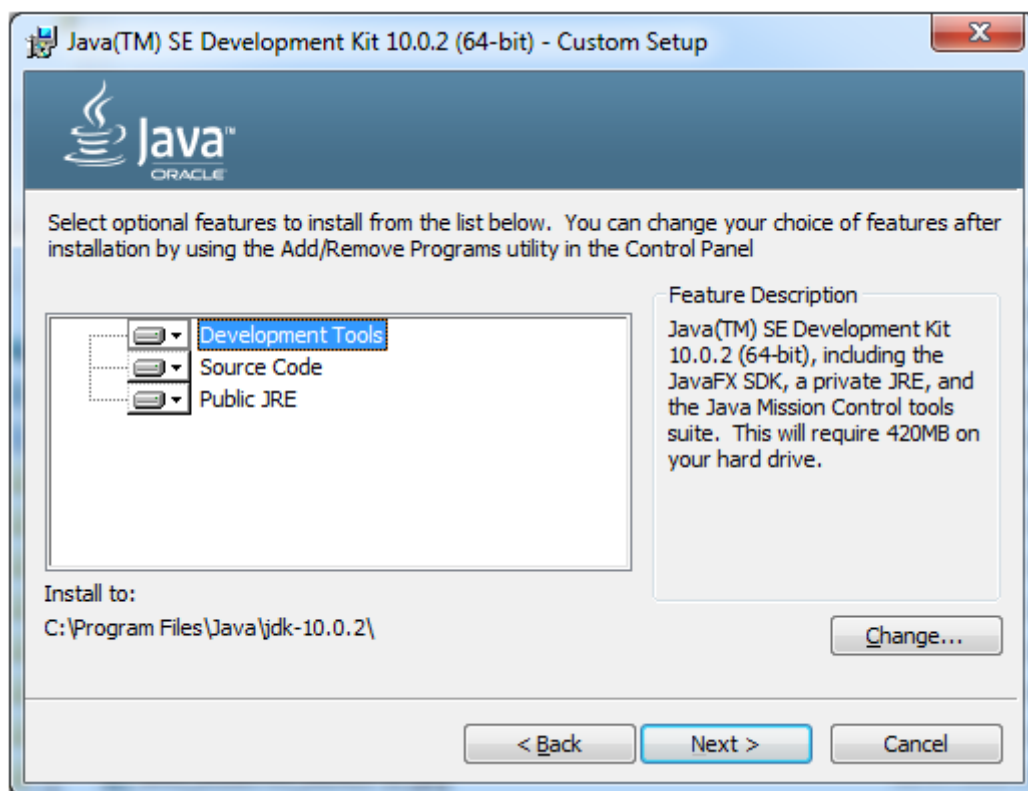 Java(TM) SE Development Kit 10.0.2 (64-bit) - Custom Setup
Java™
ORACLE
Select optional features to install from the list below.  You can change your choice of features after
installation by using the Add/Remove Programs utility in the Control Panel
Development Tools
Source Code
Public JRE
Feature Description
Java(TM) SE Development Kit
10.0.2 (64-bit), including the
JavaFX SDK, a private JRE, and
the Java Mission Control tools
suite.  This will require 420MB on
your hard drive.
Install to:
C:\Program Files\Java\jdk-10.0.2\
Change...
< Back
Next >
Cancel